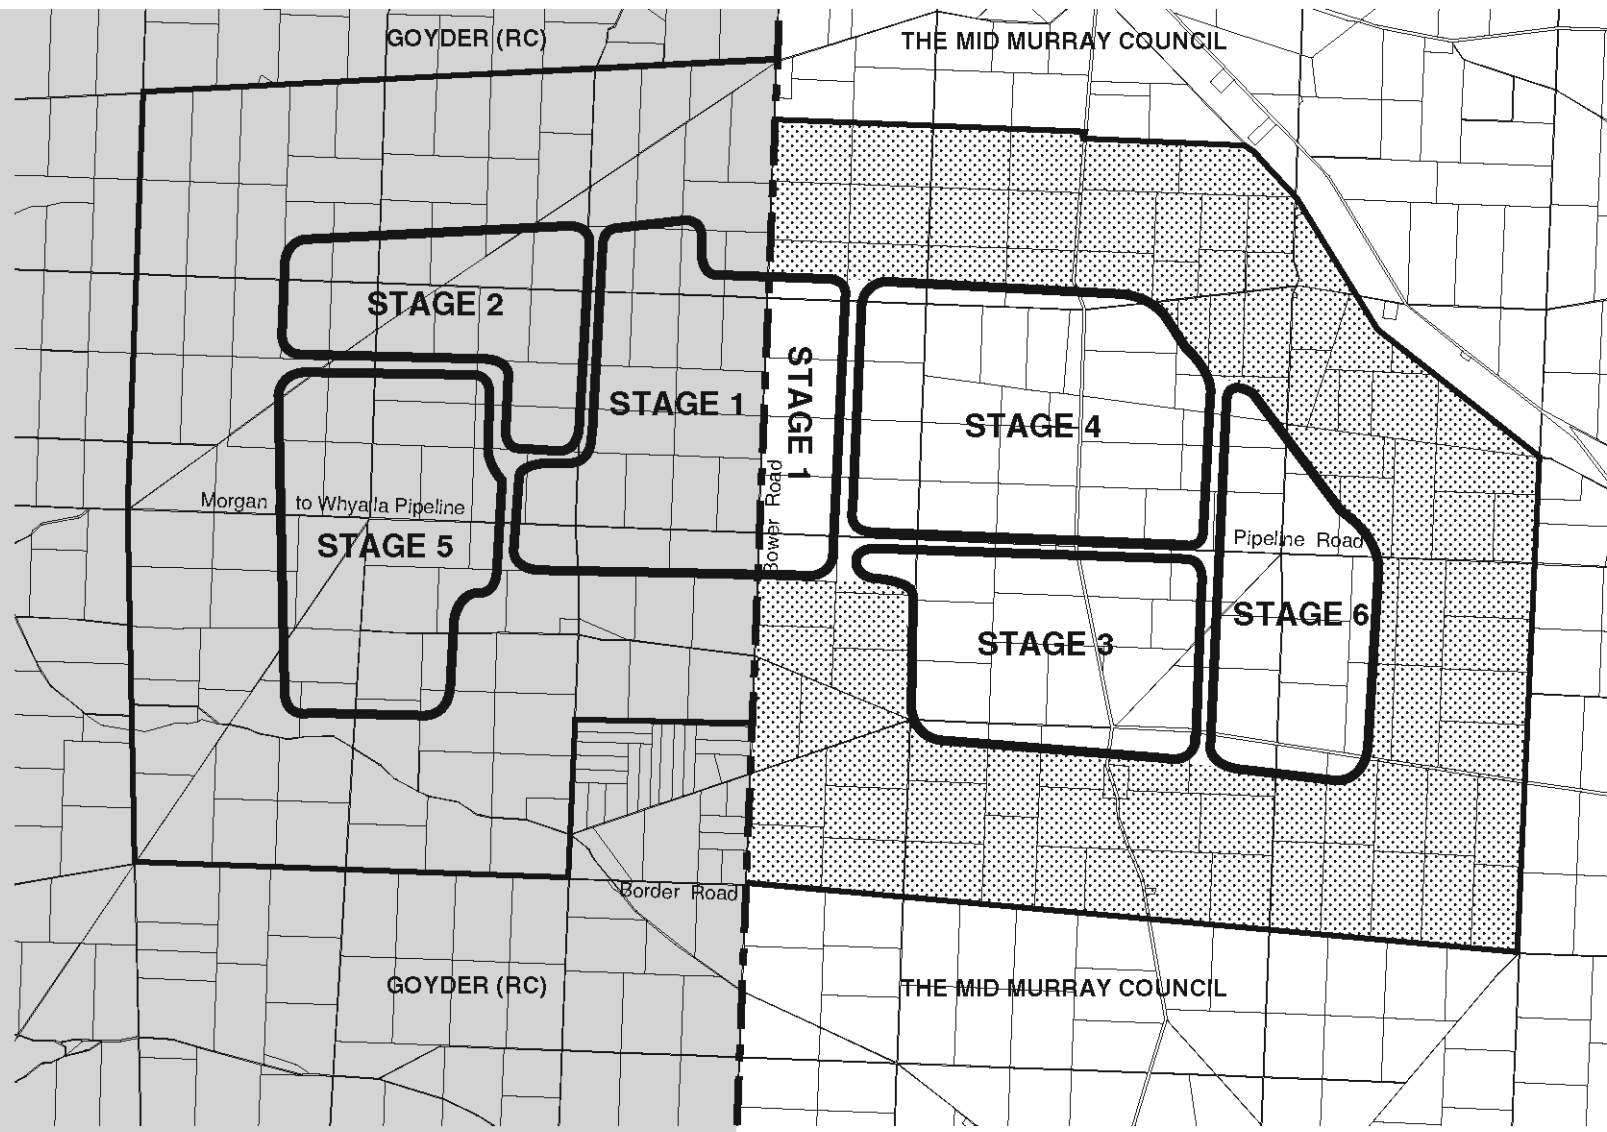 GOYDER (RC)
THE MID MURRAY COUNCIL
STAGE 2
STAGE 1
STAGE 1
STAGE 4
Bower Road
Morgan to Whyalla Pipeline
STAGE 5
Pipeline Road
STAGE 6
STAGE 3
Border Road
GOYDER (RC)
THE MID MURRAY COUNCIL